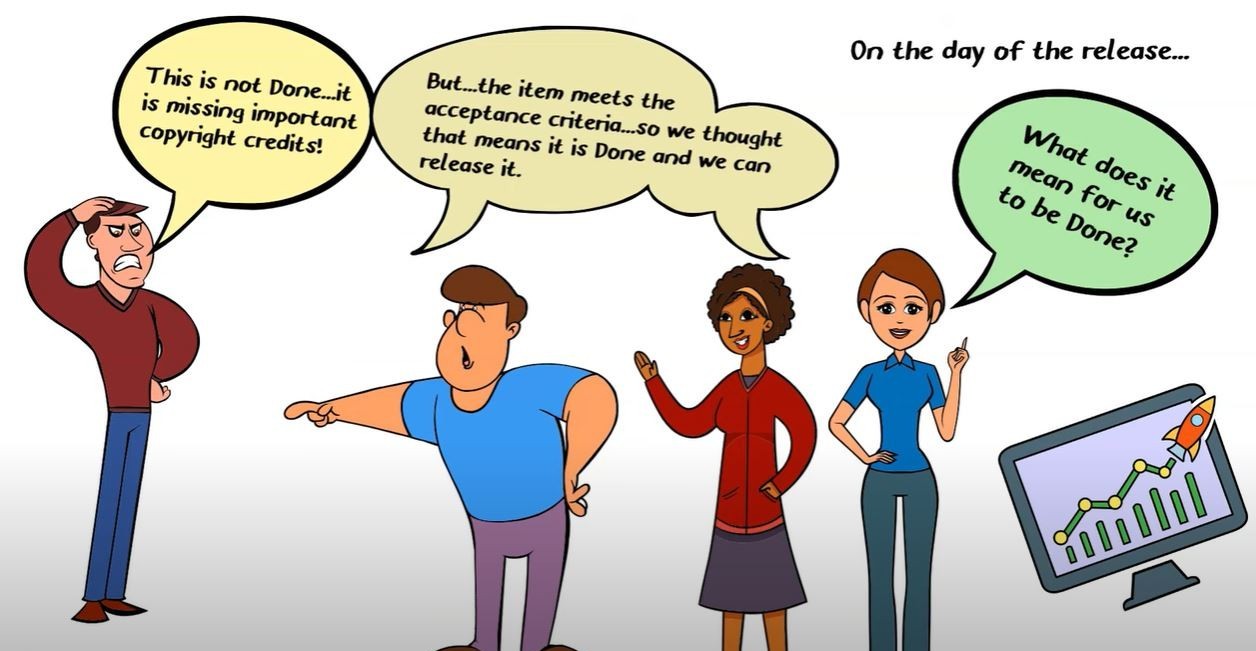 This is not Done...it
is missing important
copyright credits!
But...the item meets the
acceptance criteria...so we thought
that means it is Done and we can
release it.
On the day of the release...
What does it
mean for us
to be Done?